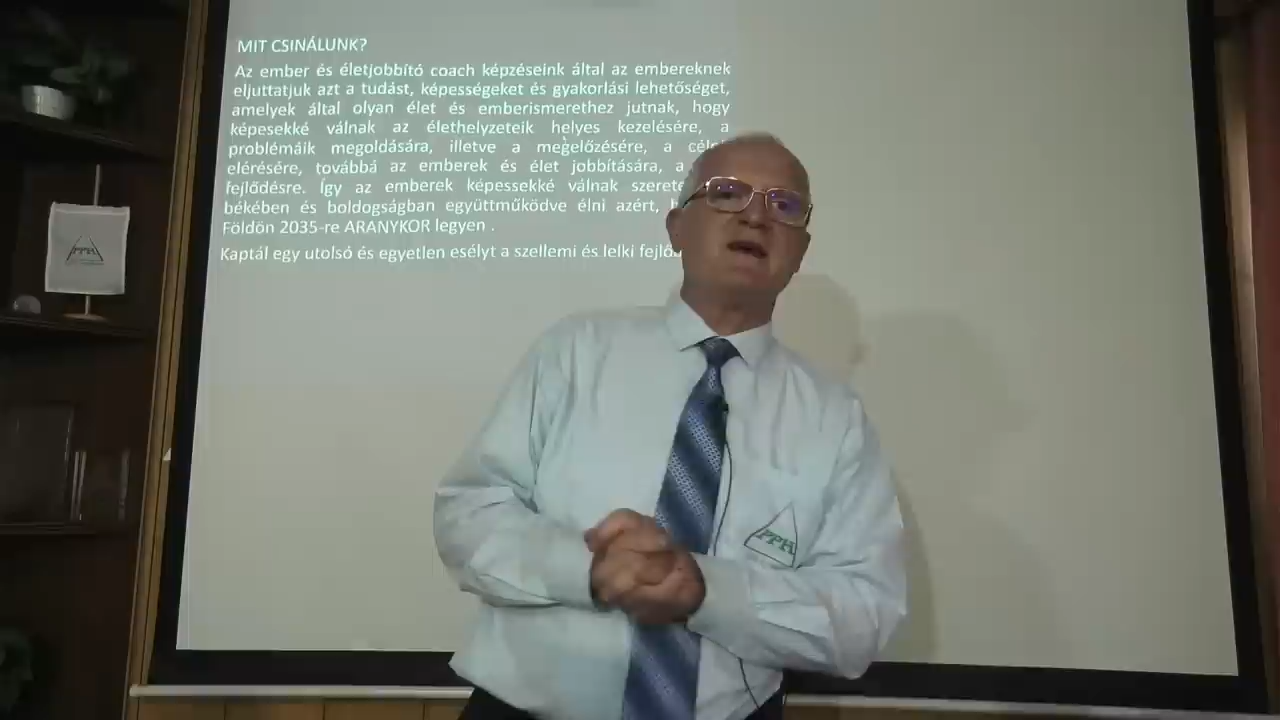 MIT CSINÁLUNK?
Az ember és életjobbító coach képzéseink által az embereknek
eljuttatjuk azt a tudást, képességeket és gyakorlási lehetőséget,
amelyek által olyan élet és emberismerethez jutnak, hogy
képesekké válnak az élethelyzeteik helyes kezelésére, a
problémáik megoldására, illetve a megelőzésére, a
elérésére, továbbá az emberek és élet jobbítására, a
fejlődésre. Így az emberek képessekké válnak
békében és boldogságban együttműködve élni azért,
Földön 2035-re ARANYKOR legyen .
Kaptál egy utolsó és egyetlen esélyt a szellemi és lelki
PPH
PPH